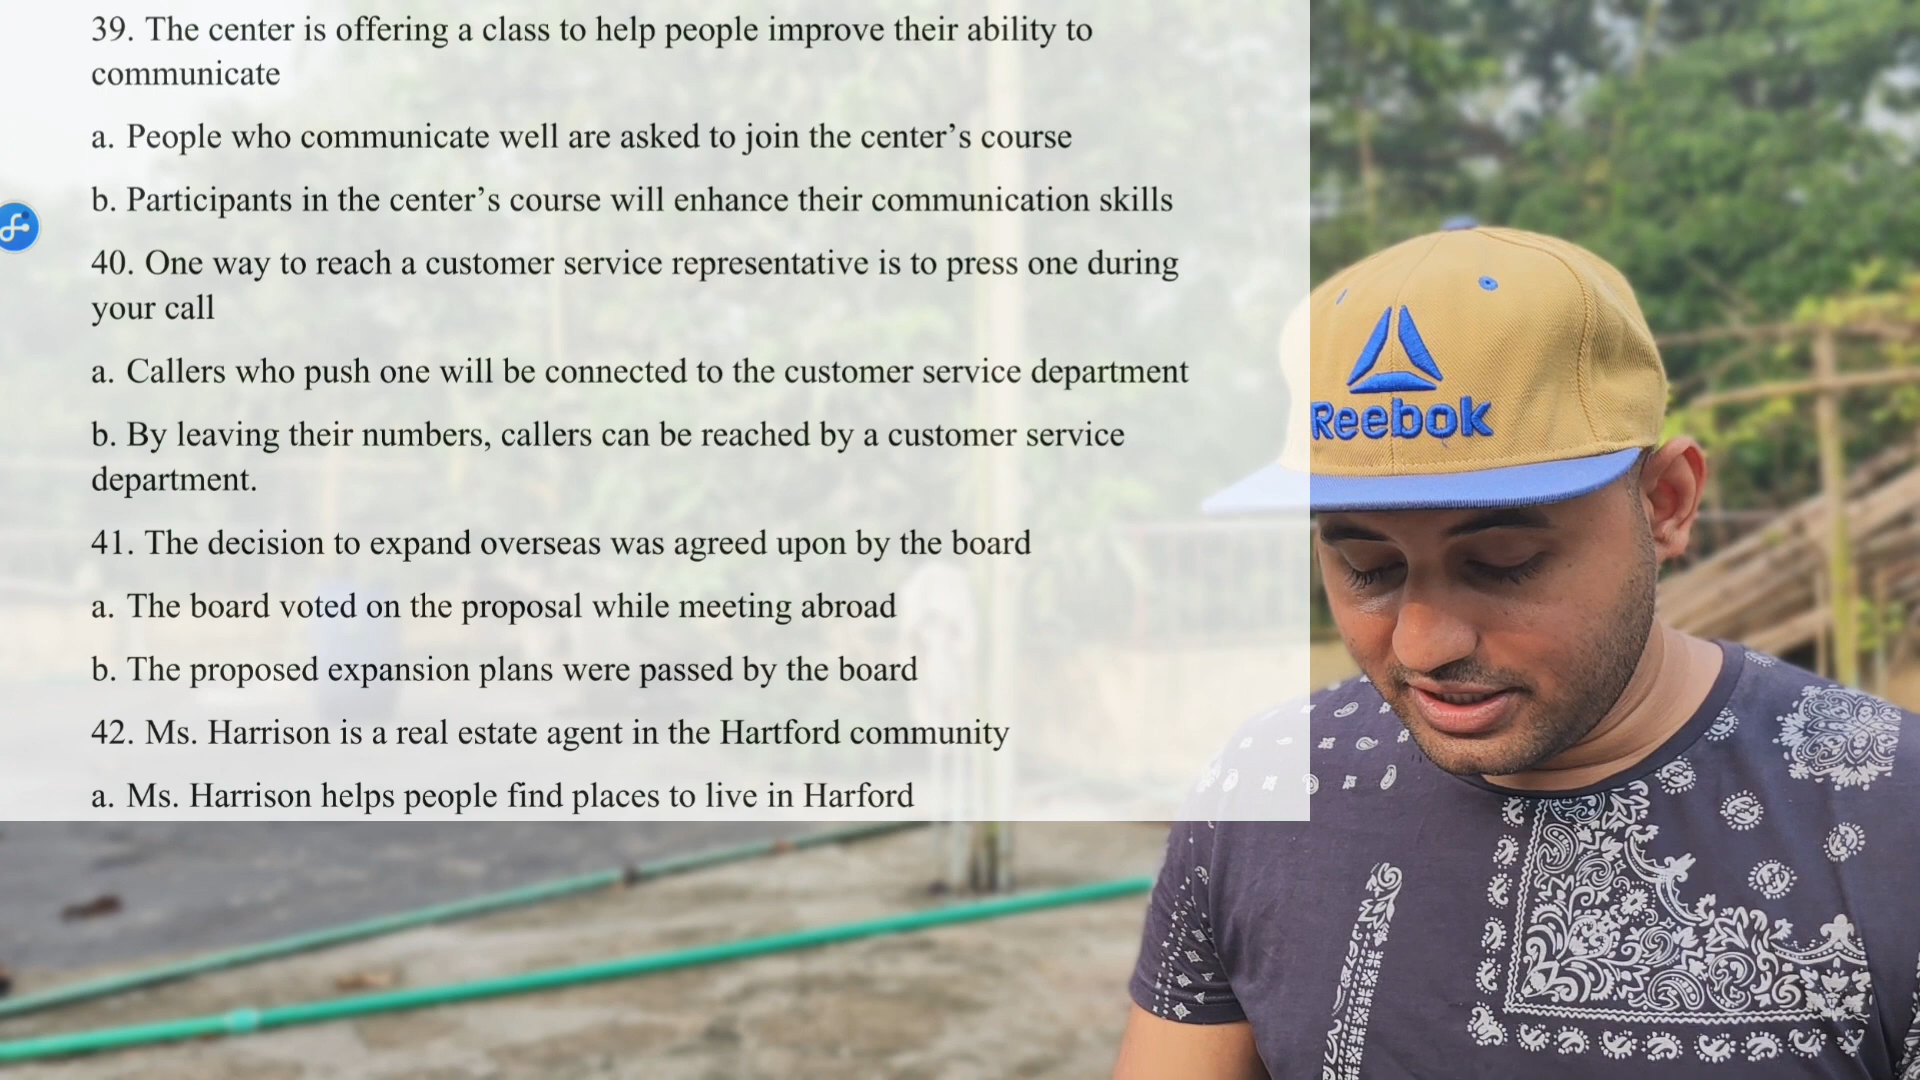 39. The center is offering a class to help people improve their ability to
communicate
a. People who communicate well are asked to join the center’s course
b. Participants in the center’s course will enhance their communication skills
40. One way to reach a customer service representative is to press one during
your call
a. Callers who push one will be connected to the customer service department
b. By leaving their numbers, callers can be reached by a customer service
department.
41. The decision to expand overseas was agreed upon by the board
a. The board voted on the proposal while meeting abroad
b. The proposed expansion plans were passed by the board
42. Ms. Harrison is a real estate agent in the Hartford community
a. Ms. Harrison helps people find places to live in Harford
Reebok